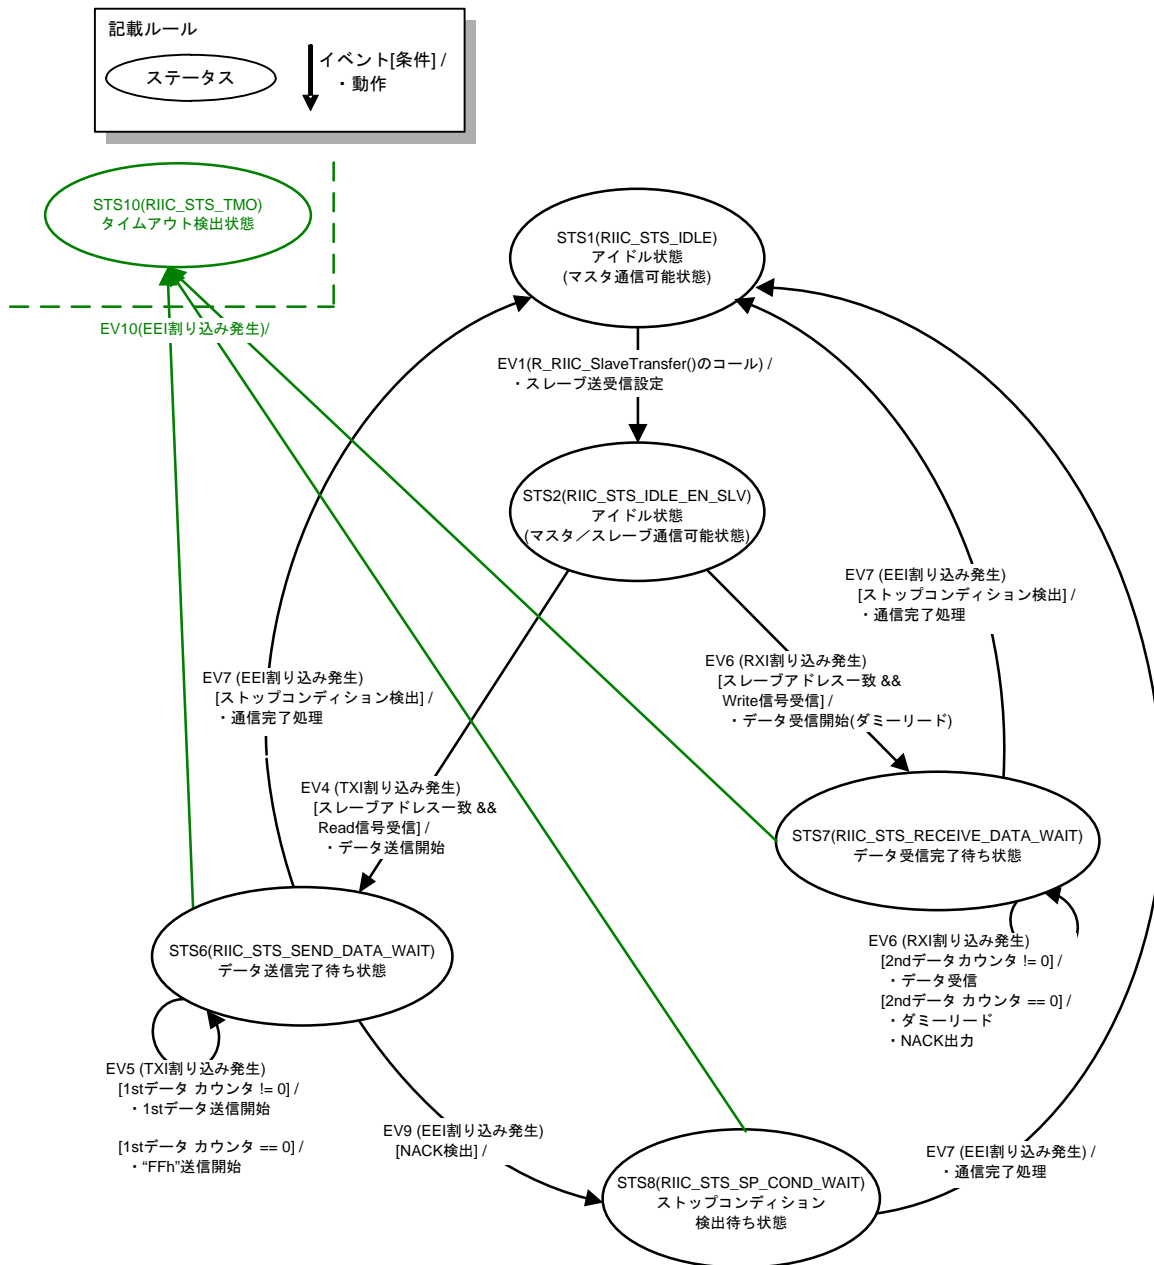 記載ルール
ステータス
イベント[条件] /
・動作
STS10(RIIC_STS_TMO)
タイムアウト検出状態
EV10(EEI割り込み発生)/
STS1(RIIC_STS_IDLE)
アイドル状態
(マスタ通信可能状態)
EV1(R_RIIC_SlaveTransfer()のコール) /
・スレーブ送受信設定
STS2(RIIC_STS_IDLE_EN_SLV)
アイドル状態
(マスタ／スレーブ通信可能状態)
EV7 (EEI割り込み発生)
[ストップコンディション検出] /
・通信完了処理
EV6 (RXI割り込み発生)
[スレーブアドレス一致 &&
Write信号受信] /
・データ受信開始(ダミーリード)
EV7 (EEI割り込み発生)
[ストップコンディション検出] /
・通信完了処理
EV4 (TXI割り込み発生)
[スレーブアドレス一致 &&
Read信号受信] /
・データ送信開始
STS7(RIIC_STS_RECEIVE_DATA_WAIT)
データ受信完了待ち状態
STS6(RIIC_STS_SEND_DATA_WAIT)
データ送信完了待ち状態
EV6 (RXI割り込み発生)
[2ndデータカウンタ != 0] /
・データ受信
[2ndデータ カウンタ == 0] /
・ダミーリード
・NACK出力
EV5 (TXI割り込み発生)
[1stデータ カウンタ != 0] /
・1stデータ送信開始
[1stデータ カウンタ == 0] /
・“FFh”送信開始
EV9 (EEI割り込み発生)
[NACK検出] /
EV7 (EEI割り込み発生) /
・通信完了処理
STS8(RIIC_STS_SP_COND_WAIT)
ストップコンディション
検出待ち状態